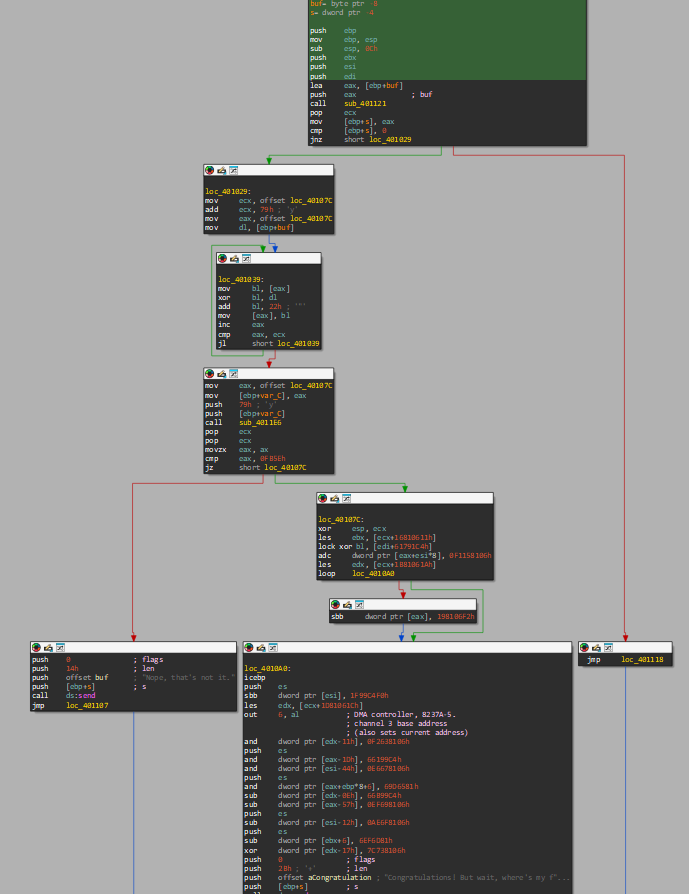 buf= byte ptr -8
s= dword ptr -4
push ebp
mov ebp, esp
sub esp, 0Ch
push ebx
push esi
push edi
lea eax, [ebp+buf]
push eax ; buf
call sub_401121
pop ecx
mov [ebp+s], eax
cmp [ebp+s], 0
jnz short loc_401029
loc_401029:
mov ecx, offset loc_40107C
add ecx, 79h ; 'y'
mov eax, offset loc_40107C
mov dl, [ebp+buf]
loc_401039:
mov bl, [eax]
xor bl, dl
add bl, 22h ; '"'
mov [eax], bl
inc eax
cmp eax, ecx
jl short loc_401039
mov eax, offset loc_40107C
mov [ebp+var_C], eax
push 79h ; 'y'
push [ebp+var_C]
call sub_4011E6
pop ecx
pop ecx
movzx eax, ax
cmp eax, 0FB5Eh
jz short loc_40107C
loc_40107C:
xor esp, ecx
les ebx, [ecx+16810611h]
lock xor bl, [edi+61791C4h]
adc dword ptr [eax+esi*8], 0F1158106h
les edx, [ecx+1881061Ah]
loop loc_4010A0
sbb dword ptr [eax], 198106F2h
push 0 ; flags
push 14h ; len
push offset buf ; "Nope, that's not it."
push [ebp+s] ; s
call ds:send
jmp loc_401107
loc_4010A0:
icebp
push es
sbb dword ptr [esi], 1F99C4F0h
les edx, [ecx+1D81061Ch]
out 6, al ; DMA controller, 8237A-5.
; channel 3 base address
; (also sets current address)
and dword ptr [edx-11h], 0F2638106h
push es
and dword ptr [eax-1Dh], 66199C4h
and dword ptr [esi-44h], 0E6678106h
push es
and dword ptr [eax+ebp*8+6], 69D6581h
sub dword ptr [edx-0Eh], 66B99C4h
sub dword ptr [eax-57h], 0EF698106h
push es
sub dword ptr [esi-12h], 0AE6F8106h
push es
sub dword ptr [ebx+6], 6EF6D81h
xor dword ptr [edx-17h], 7C738106h
push 0 ; flags
push 28h ; '+' ; len
push offset aCongratulation ; "Congratulations! But wait, where's my f"...
push [ebp+s] ; s
jmp loc_401118